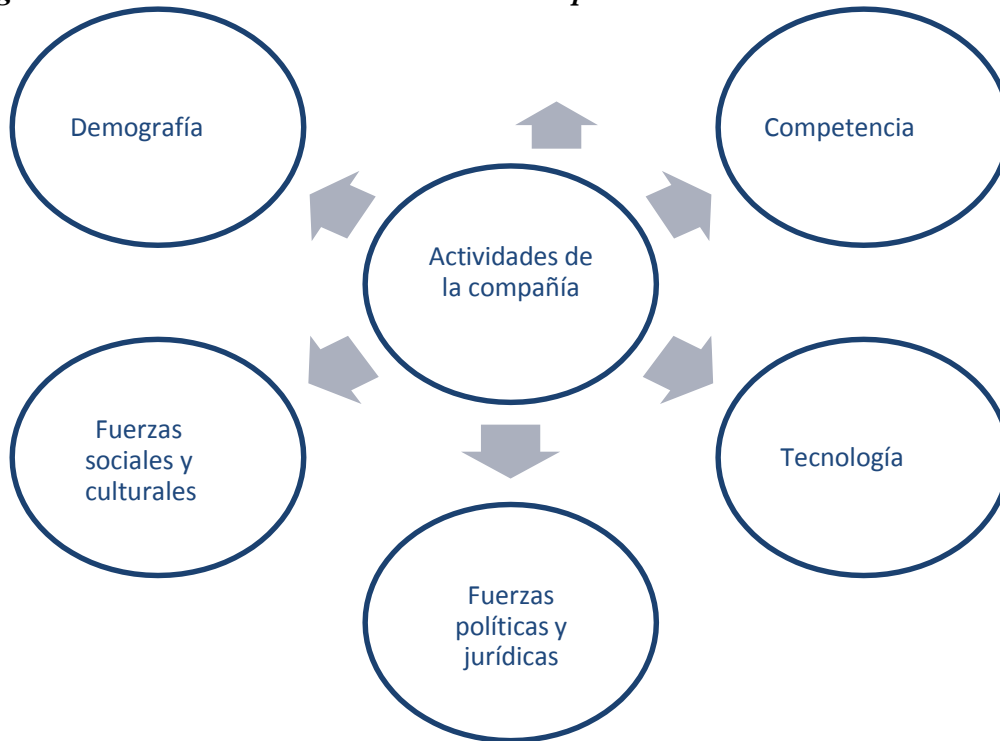 Demografía
Competencia
Actividades de
la compañía
Fuerzas
sociales y
culturales
Tecnología
Fuerzas
políticas y
jurídicas